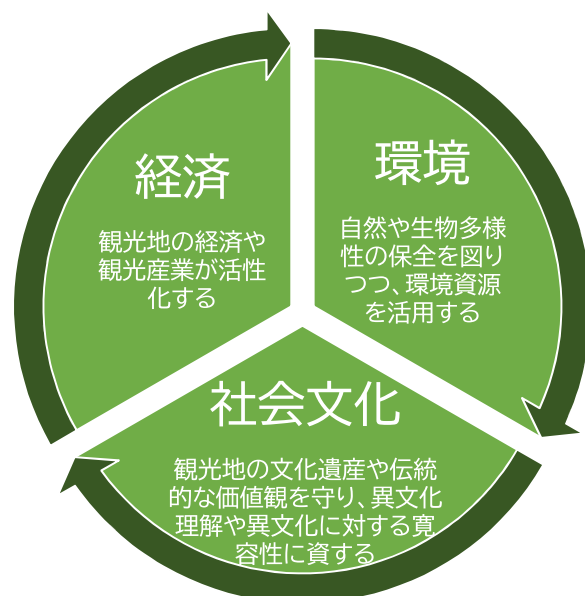 経済
観光地の経済や
観光産業が活性
化する
環境
自然や生物多様
性の保全を図り
つつ、環境資源
を活用する
社会文化
観光地の文化遺産や伝統
的な価値観を守り、異文化
理解や異文化に対する寛
容性に資する